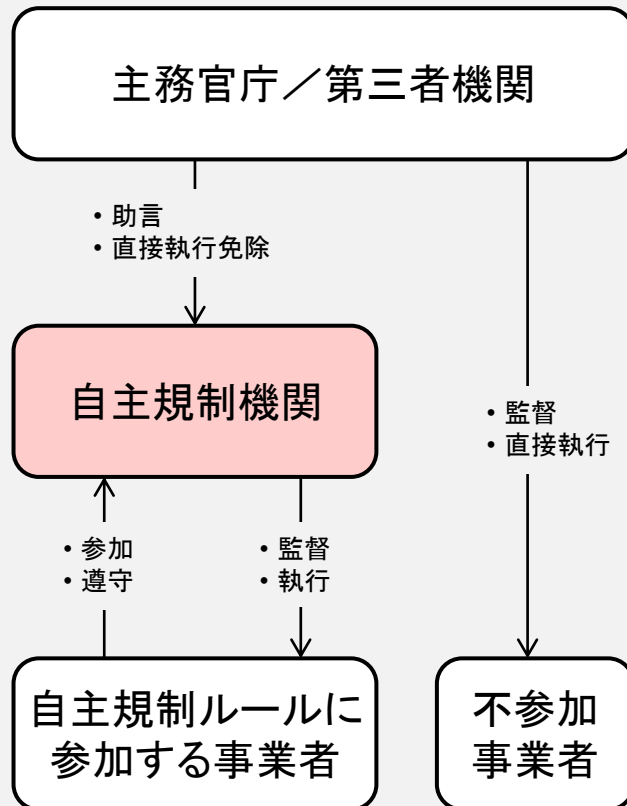 主務官庁／第三者機関
・助言
・直接執行免除
自主規制機関
・監督
・直接執行
・参加
・遵守
・監督
・執行
自主規制ルールに
参加する事業者
不参加
事業者